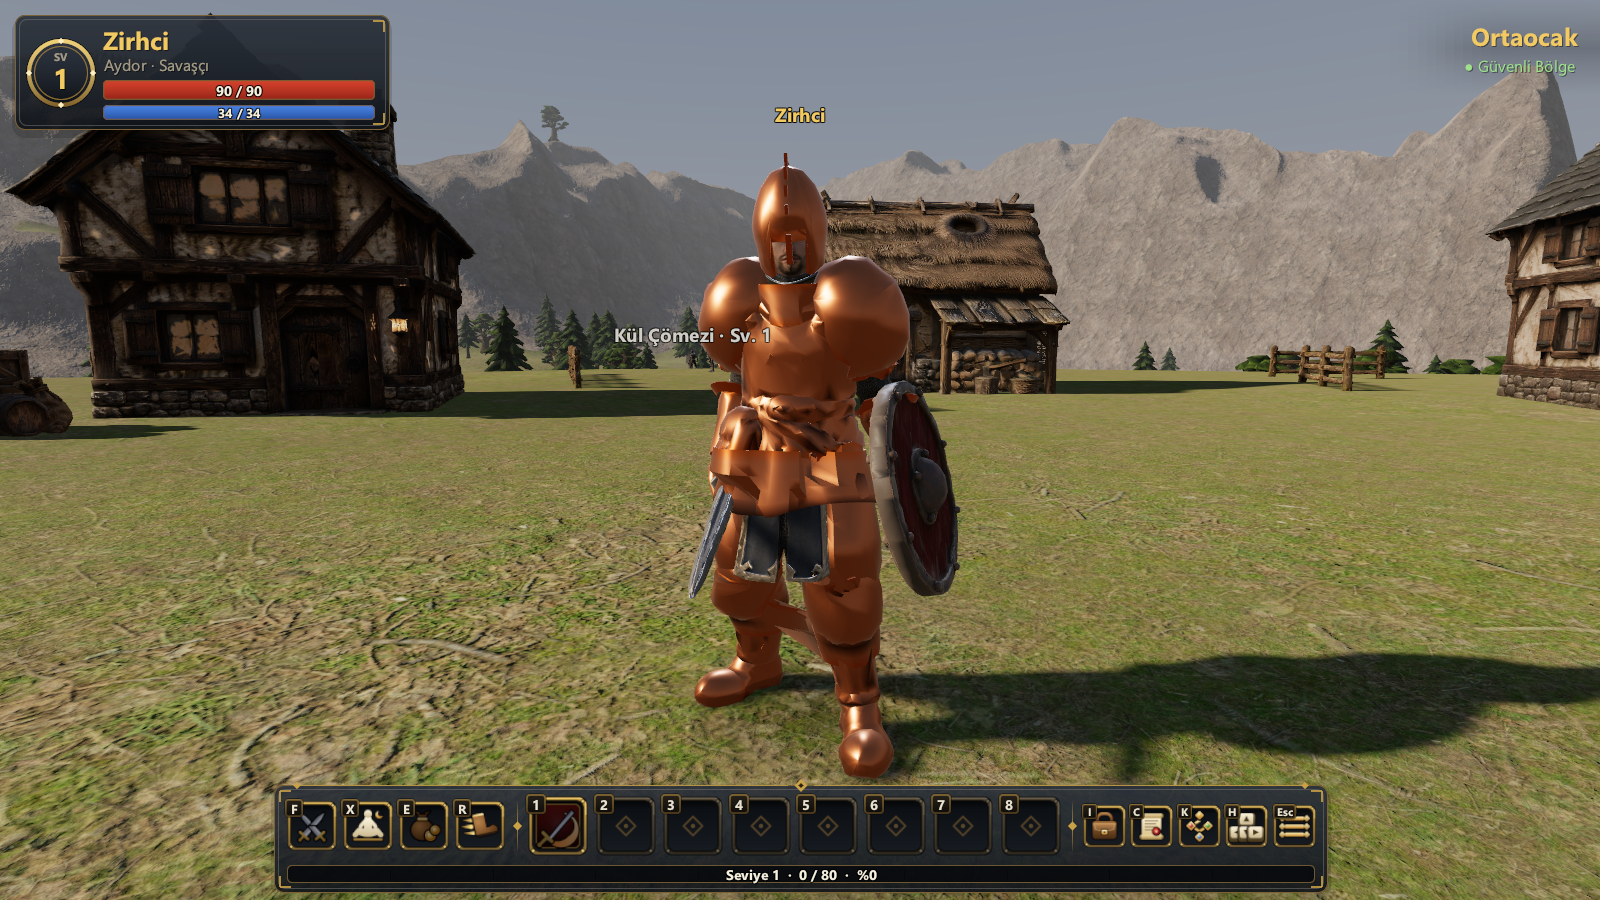 SV
1
Zirhci
Aydor · Savaşçı
90 / 90
34 / 34
Ortaocak
● Güvenli Bölge
Zirhci
Kül Çömezi · Sv. 1
F X E R 1 2 3 4 5 6 7 8 I C K H Esc
Seviye 1 · 0 / 80 · %0